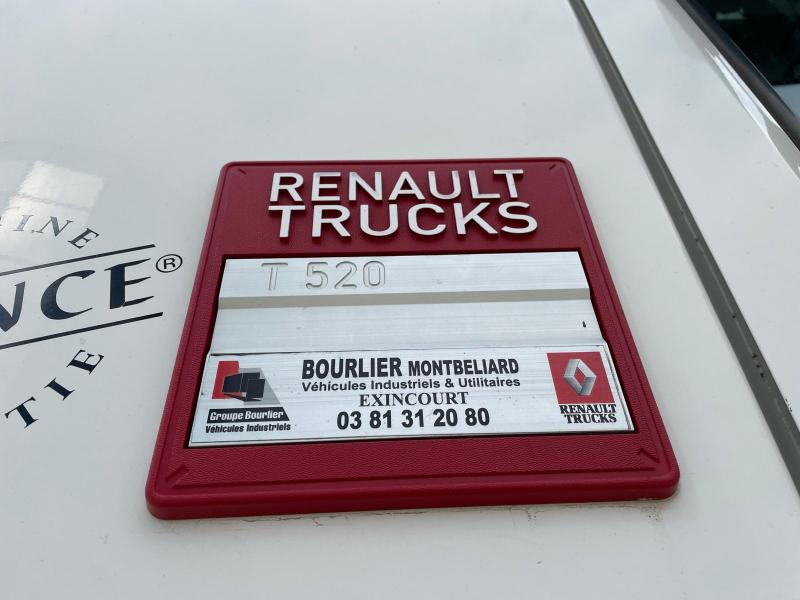 RENAULT
TRUCKS
T 520
BOURLIER MONTBELIARD
Véhicules Industriels & Utilitaires
EXINCOURT
03 81 31 20 80
Groupe Bourlier
Véhicules Industriels
RENAULT
TRUCKS
AINE
NCE®
TIE